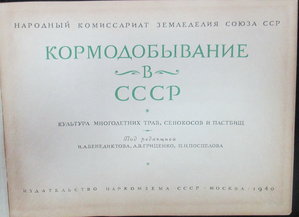 НАРОДНЫЙ КОМИССАРИАТ ЗЕМЛЕДЕЛИЯ СОЮЗА ССР
КОРМОДОБЫВАНИЕ
В
СССР
КУЛЬТУРА МНОГОЛЕТНИХ ТРАВ, СЕНОКОСОВ И ПАСТБИЩ
Под редакцией
И.А.БЕНЕДИКТОВА, А.В.ГРИЦЕНКО, П.Н.ПОСПЕЛОВА
ИЗДАТЕЛЬСТВО НАРКОМЗЕМА СССР · МОСКВА 1940